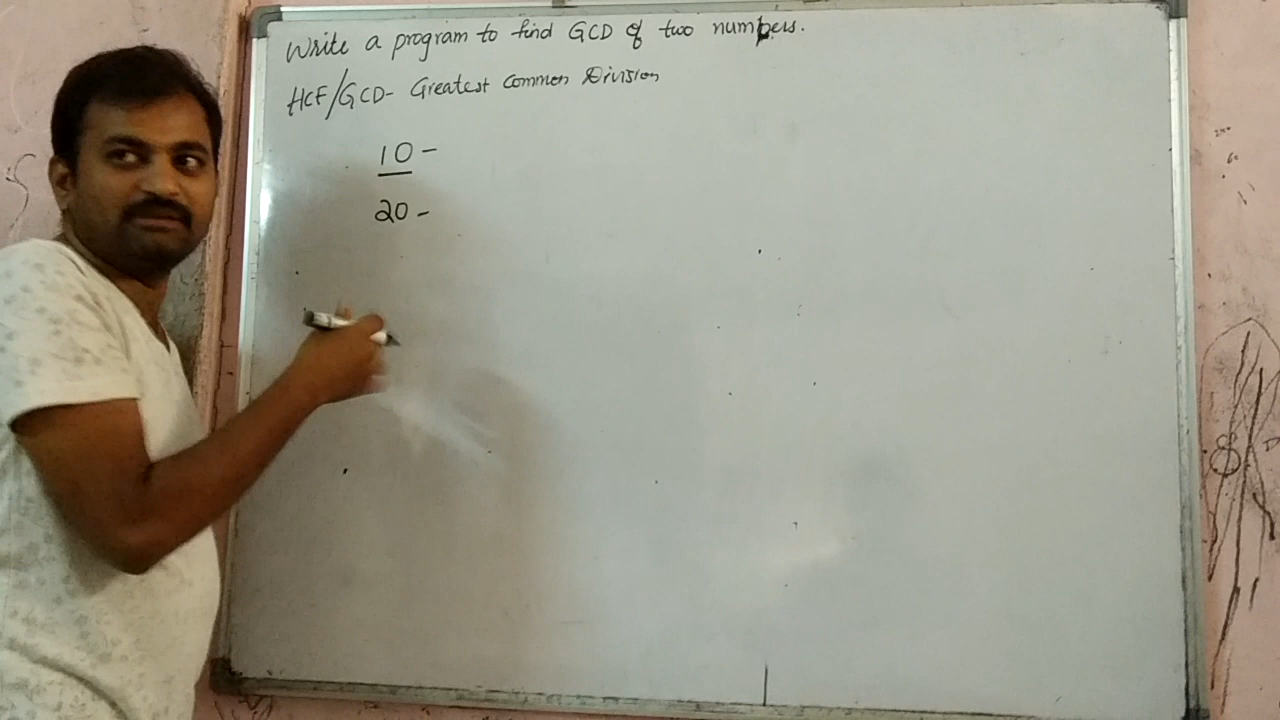 Write a program to find GCD of two numbers.
HCF/GCD- Greatest Common Division
10 -
20 -